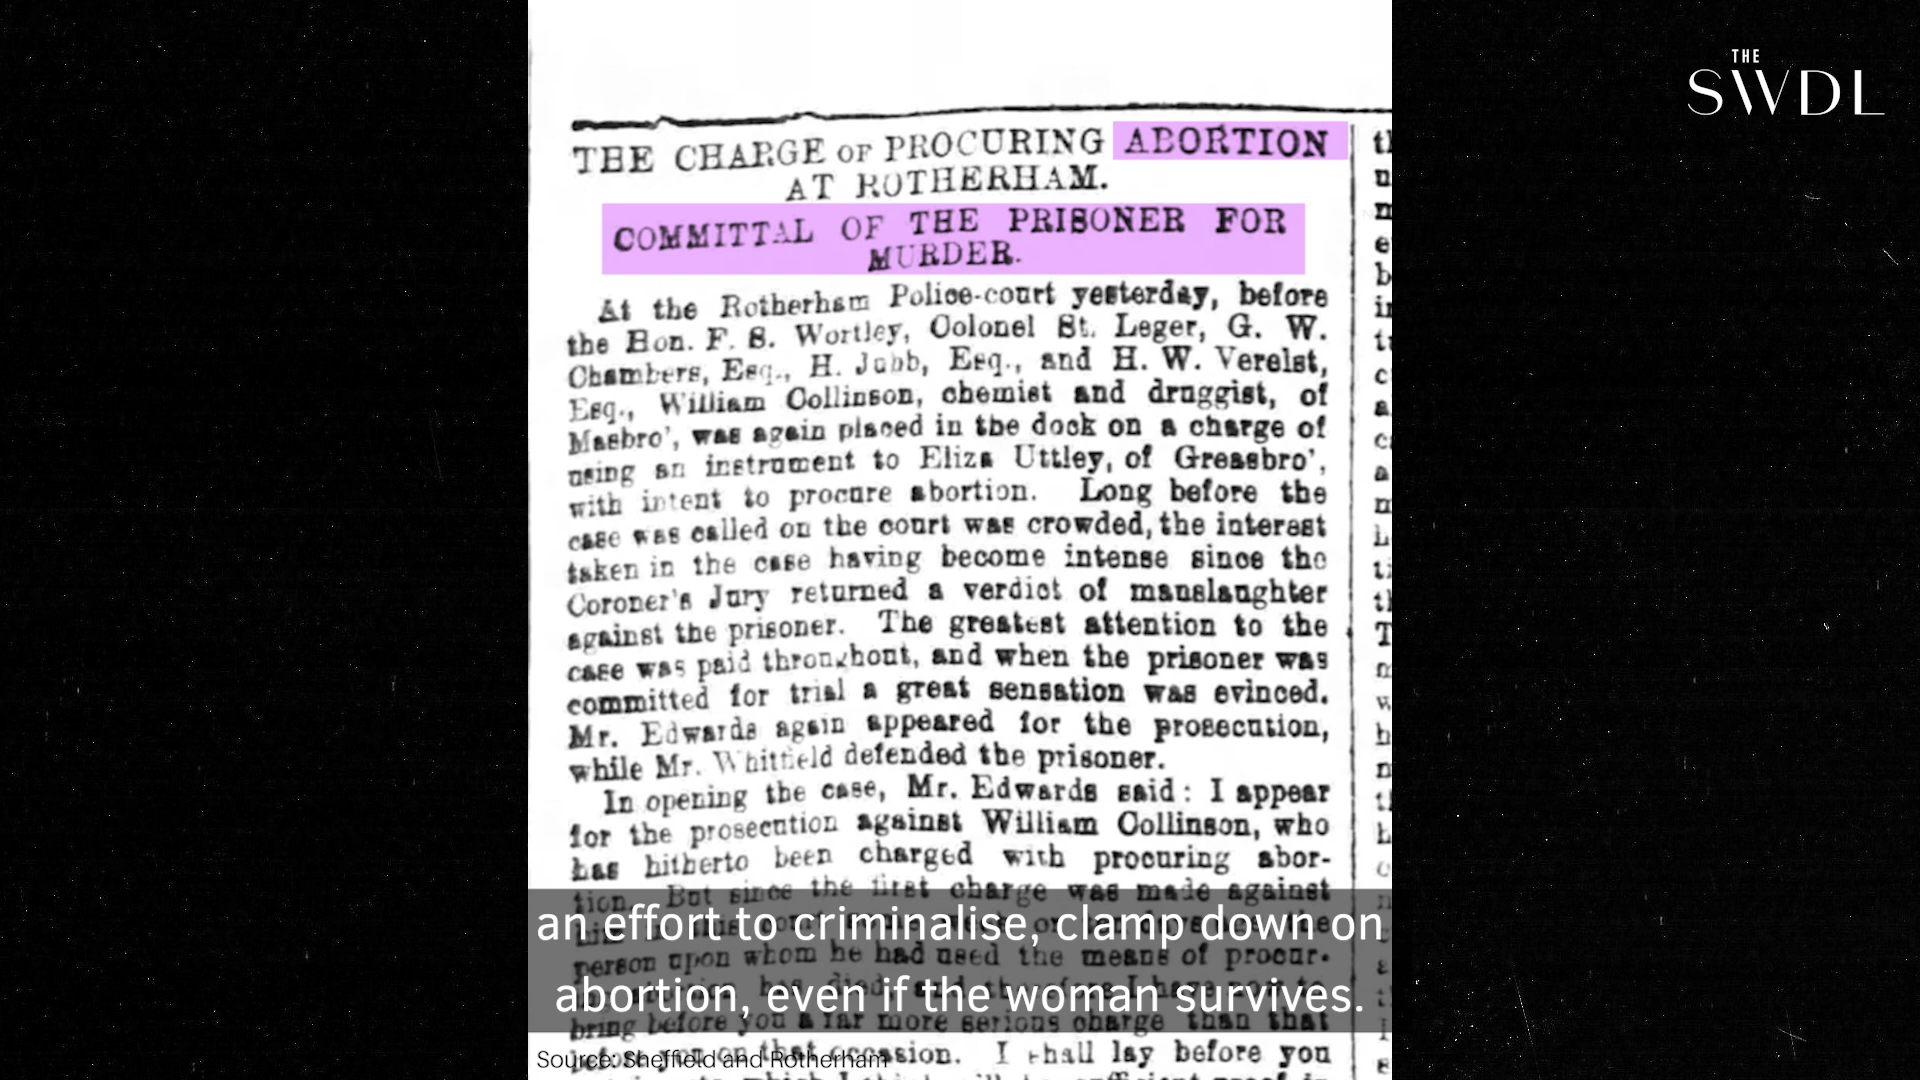 THE
SWDL
THE CHARGE OF PROCURING ABORTION
AT ROTHERHAM.
COMMITTAL OF THE PRISONER FOR
MURDER.
At the Rotherham Police-court yesterday, before
the Hon. F. S. Wortley, Colonel St. Leger, G. W.
Chambers, Esq., H. Jubb, Esq., and H. W. Verelst,
Esq., William Collinson, chemist and druggist, of
Masbro', was again placed in the dock on a charge of
using an instrument to Eliza Uttley, of Greasbro',
with intent to procure abortion. Long before the
case was called on the court was crowded, the interest
taken in the case having become intense since the
Coroner's Jury returned a verdict of manslaughter
against the prisoner. The greatest attention to the
case was paid throughout, and when the prisoner was
committed for trial a great sensation was evinced.
Mr. Edwards again appeared for the prosecution,
while Mr. Whitfield defended the prisoner.
In opening the case, Mr. Edwards said: I appear
for the prosecution against William Collinson, who
has hitherto been charged with procuring abor-
tion. But since the first charge was made against
an effort to criminalise, clamp down on
person upon whom he had used the means of procur-
abortion, even if the woman survives.
bring before you a far more serious charge than that
on that occasion. I shall lay before you
Source: Sheffield and Rotherham